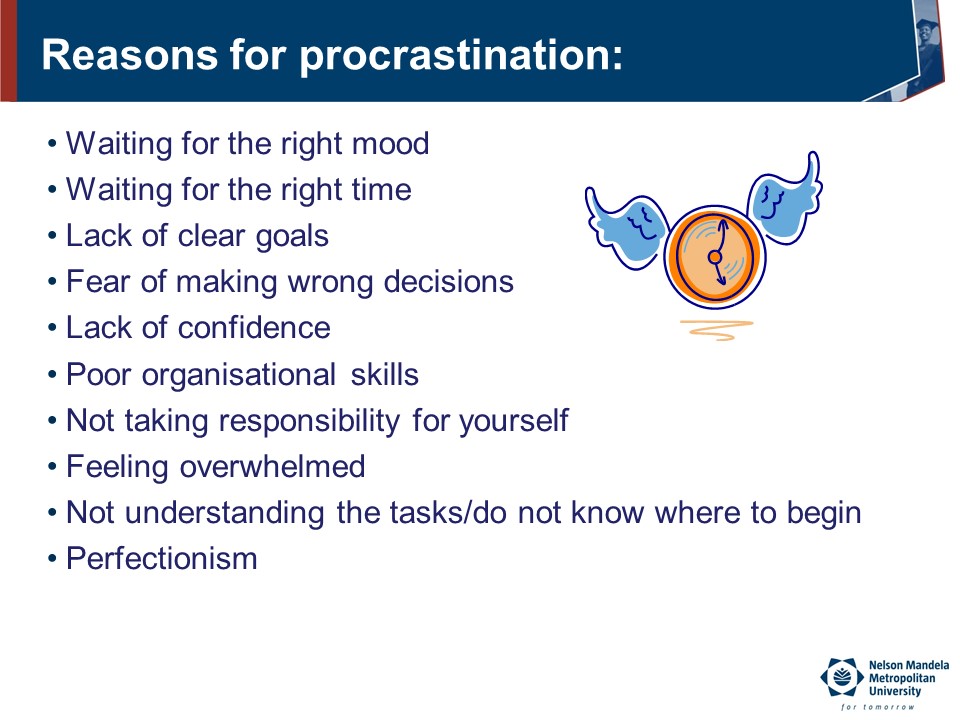 Reasons for procrastination:
• Waiting for the right mood
• Waiting for the right time
• Lack of clear goals
• Fear of making wrong decisions
• Lack of confidence
• Poor organisational skills
• Not taking responsibility for yourself
• Feeling overwhelmed
• Not understanding the tasks/do not know where to begin
• Perfectionism
Nelson Mandela
Metropolitan
University
for tomorrow